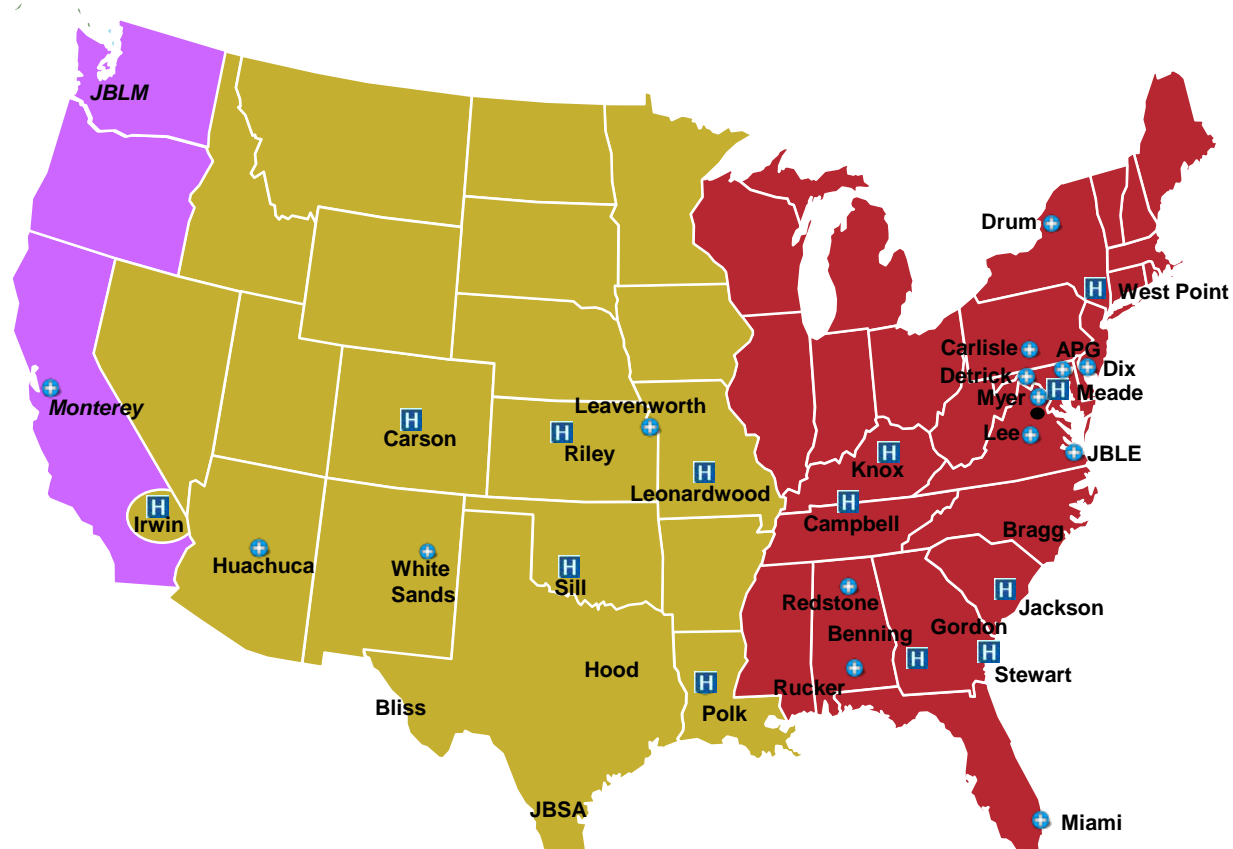 JBLM
Drum
H
West Point
Carlisle
APG
Detrick
Dix
H
Meade
Myer
Monterey
Leavenworth
H
Carson
H
Riley
Lee
H
Knox
JBLE
H
Leonardwood
H
Irwin
H
Campbell
Bragg
Huachuca
White
Sands
H
Sill
Redstone
H
Jackson
Benning
Gordon
H
H
Stewart
Hood
H
Polk
Rucker
Bliss
JBSA
Miami